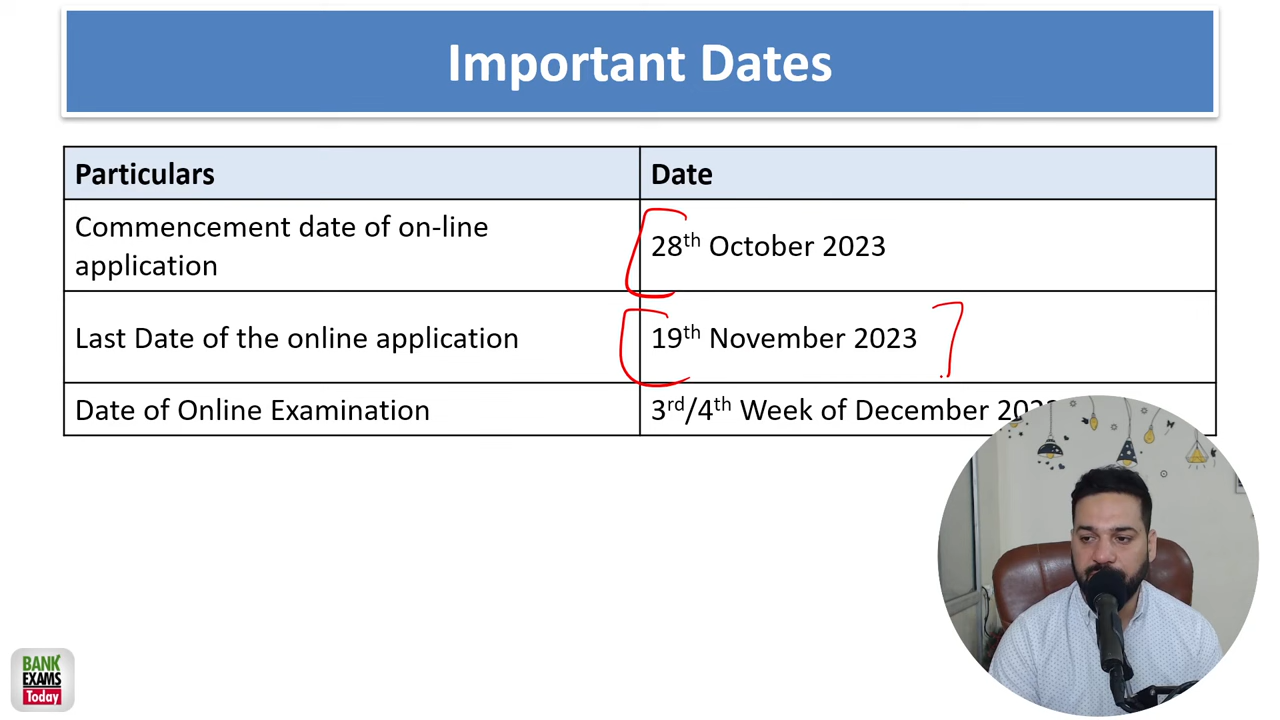 Important Dates
Particulars
Date
Commencement date of on-line
application
28th October 2023
Last Date of the online application
19th November 2023
Date of Online Examination
3rd/4th Week of December
BANK
EXAMS
Today